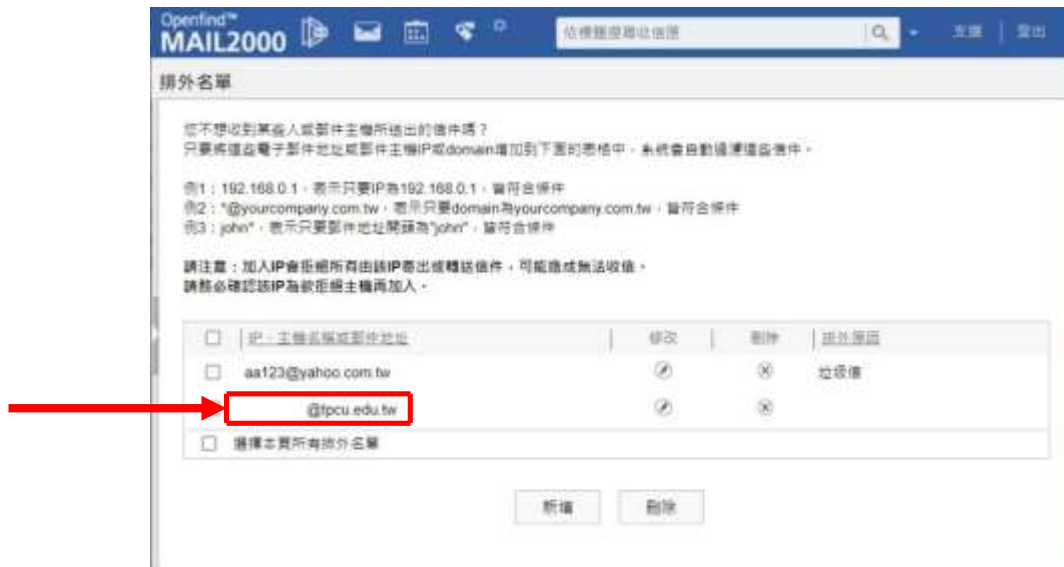 Openfind™
MAIL2000
依標題搜尋收信匣
支援 | 登出
排外名單
您不想收到某些人或郵件主機所送出的信件嗎?
只要將這些電子郵件地址或郵件主機IP或domain增加到下面的表格中,系統會自動過濾這些信件。
例1:192.168.0.1,表示只要IP為192.168.0.1,皆符合條件
例2:*@yourcompany.com.tw,表示只要domain為yourcompany.com.tw,皆符合條件
例3:john*,表示只要郵件地址開頭為"john",皆符合條件
請注意:加入IP會拒絕所有由該IP寄出或轉送信件,可能造成無法收信。
請務必確認該IP為欲拒絕主機再加入。
IP、主機名稱或郵件地址 修改 刪除 排外原因
aa123@yahoo.com.tw 垃圾信
@tpcu.edu.tw
選擇本頁所有排外名單
新增 刪除